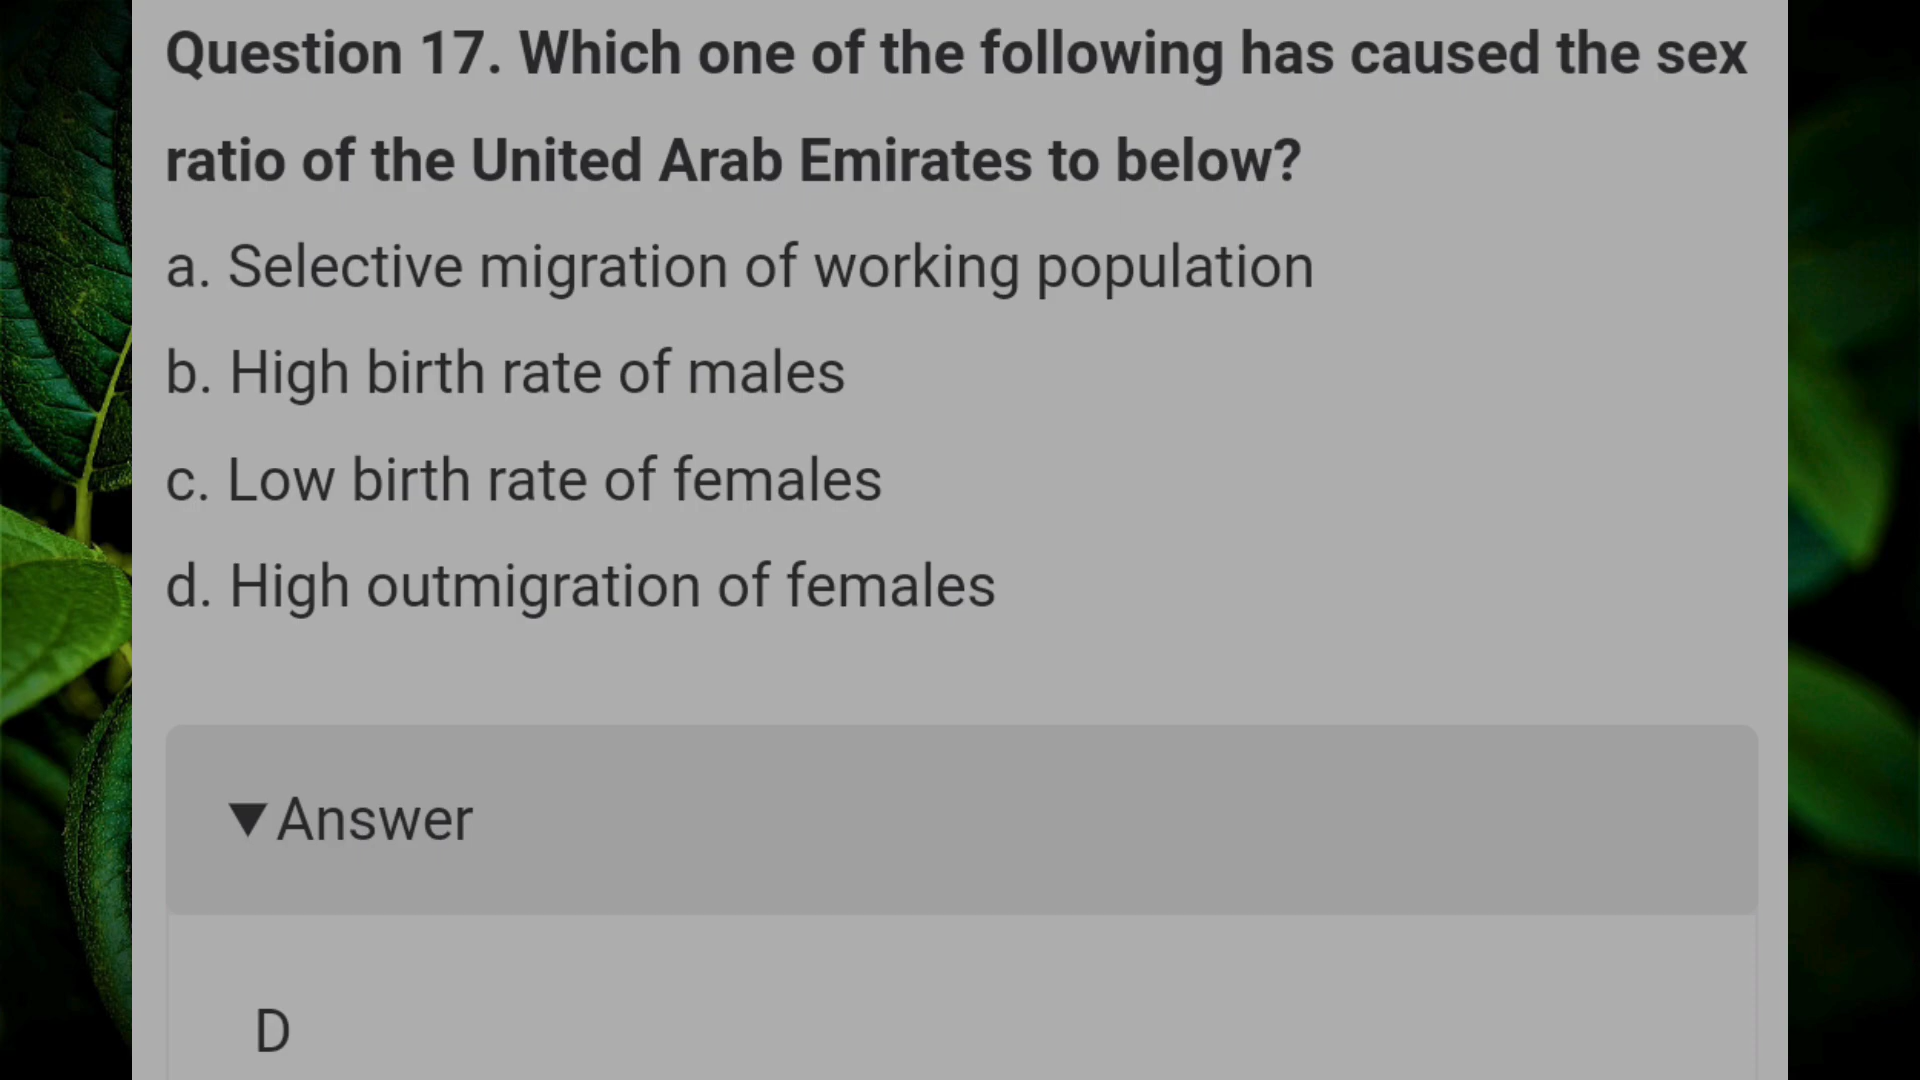 Question 17. Which one of the following has caused the sex
ratio of the United Arab Emirates to below?
a. Selective migration of working population
b. High birth rate of males
c. Low birth rate of females
d. High outmigration of females
▼Answer
D